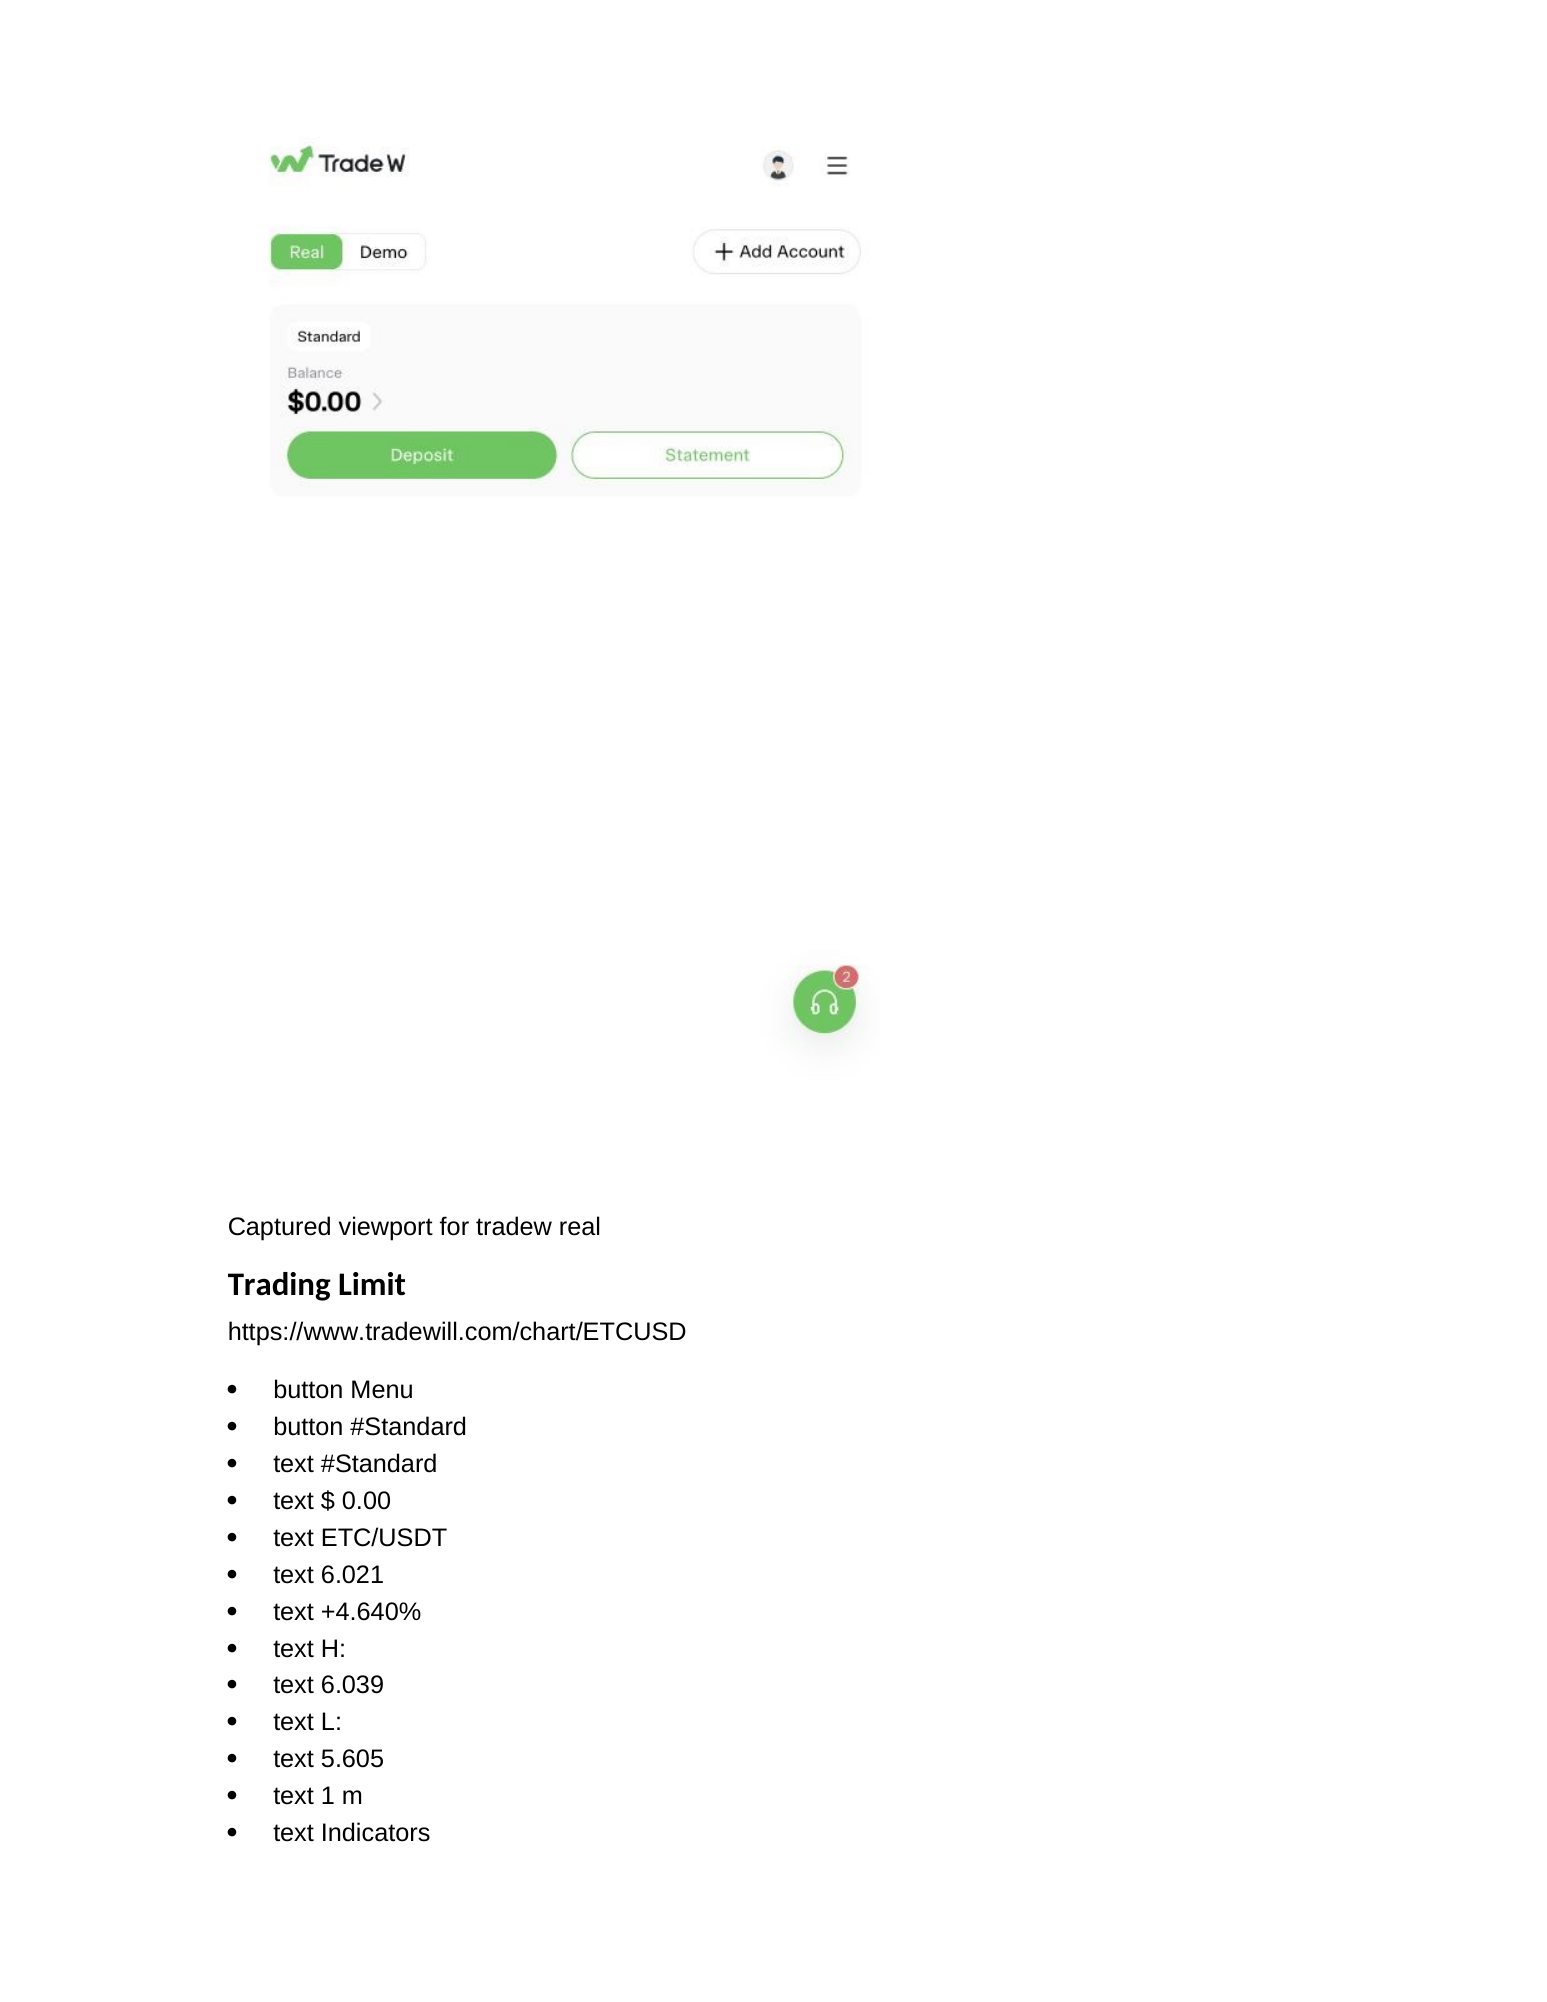 Trade W
Real Demo + Add Account
Standard
Balance
$0.00 >
Deposit Statement
2
Captured viewport for tradew real
Trading Limit
https://www.tradewill.com/chart/ETCUSD
• button Menu
• button #Standard
• text #Standard
• text $ 0.00
• text ETC/USDT
• text 6.021
• text +4.640%
• text H:
• text 6.039
• text L:
• text 5.605
• text 1 m
• text Indicators